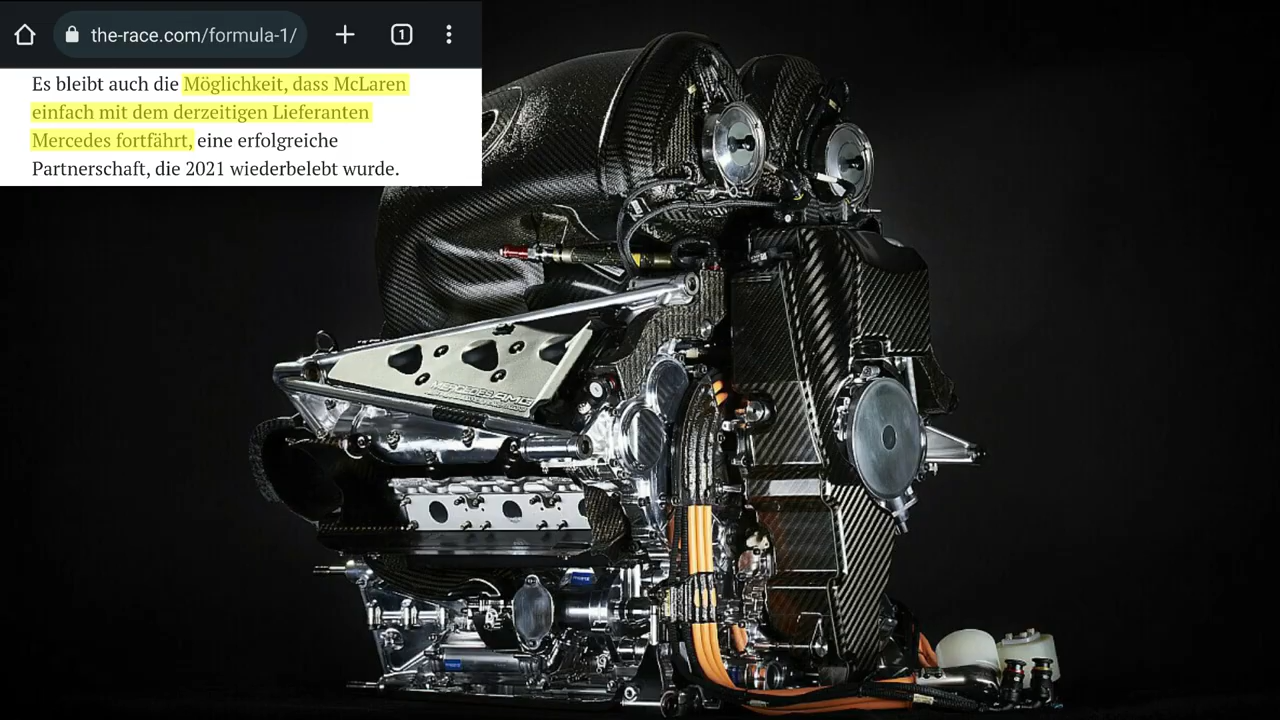 the-race.com/formula-1/
1
Es bleibt auch die Möglichkeit, dass McLaren
einfach mit dem derzeitigen Lieferanten
Mercedes fortfährt, eine erfolgreiche
Partnerschaft, die 2021 wiederbelebt wurde.
MERCEDES AMG